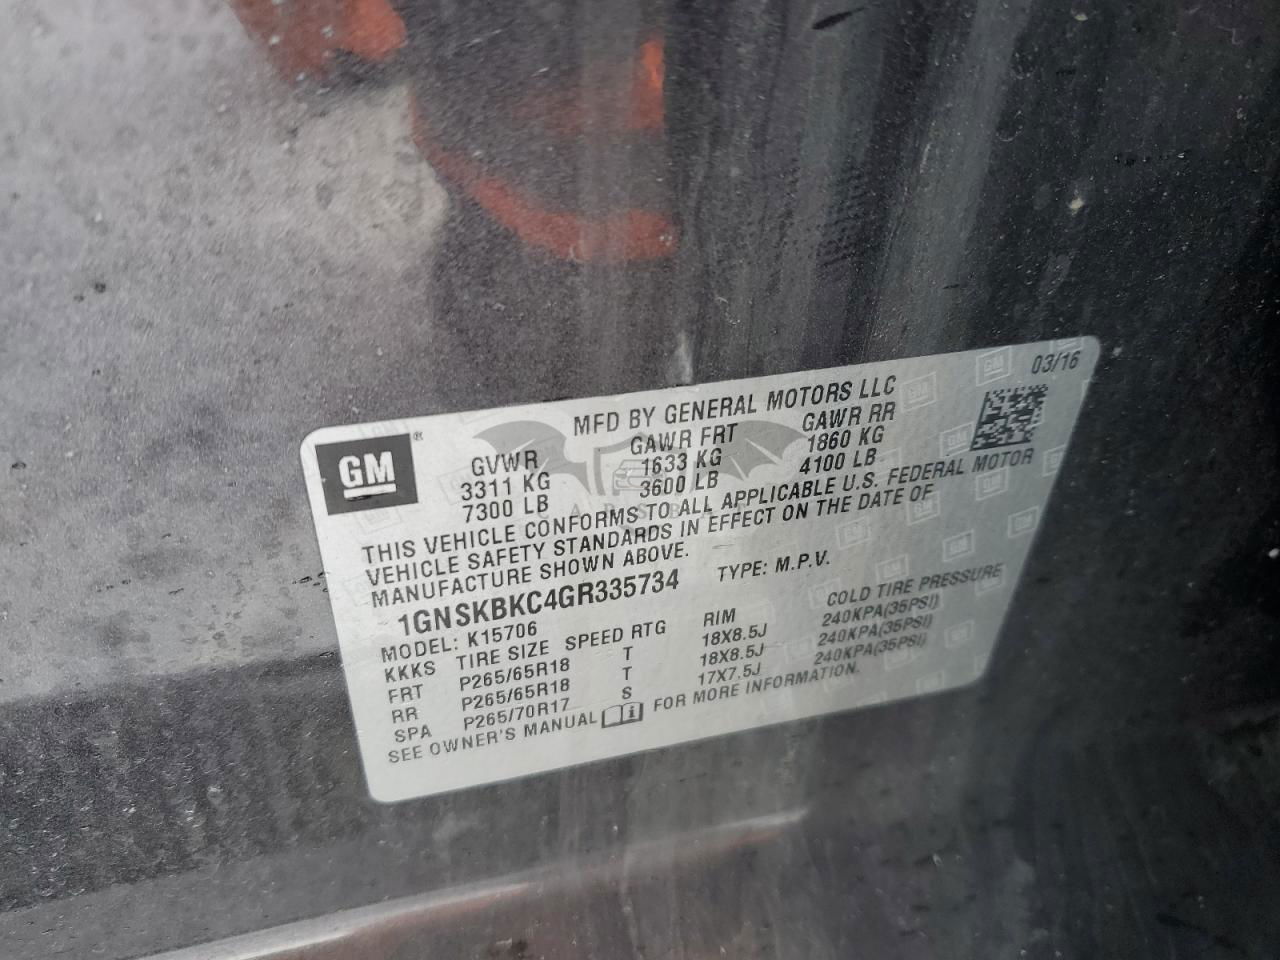 03/16
MFD BY GENERAL MOTORS LLC
GM®
GVWR GAWR FRT GAWR RR
3311 KG 1633 KG 1860 KG
7300 LB 3600 LB 4100 LB
THIS VEHICLE CONFORMS TO ALL APPLICABLE U.S. FEDERAL MOTOR
VEHICLE SAFETY STANDARDS IN EFFECT ON THE DATE OF
MANUFACTURE SHOWN ABOVE.
1GNSKBKC4GR335734 TYPE: M.P.V.
MODEL: K15706
KKKS TIRE SIZE SPEED RTG RIM COLD TIRE PRESSURE
FRT P265/65R18 T 18X8.5J 240KPA(35PSI)
RR P265/65R18 T 18X8.5J 240KPA(35PSI)
SPA P265/70R17 S 17X7.5J 240KPA(35PSI)
SEE OWNER'S MANUAL FOR MORE INFORMATION.